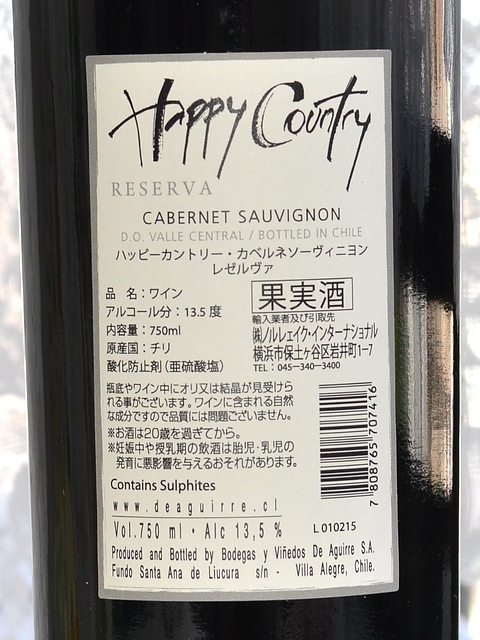 Happy Country
RESERVA
CABERNET SAUVIGNON
D.O. VALLE CENTRAL / BOTTLED IN CHILE
ハッピーカントリー・カベルネソーヴィニヨン
レゼルヴァ
品 名：ワイン
アルコール分：13.5 度
内容量：750ml
原産国：チリ
酸化防止剤（亜硫酸塩）
果実酒
輸入業者及び引取先
㈱ノルレェイク・インターナショナル
横浜市保土ヶ谷区岩井町1-7
TEL：045-340-3400
瓶底やワイン中にオリ又は結晶が見受けら
れる事がございます。ワインに含まれる自然
な成分ですので品質には問題ございません。
※お酒は20歳を過ぎてから。
※妊娠中や授乳期の飲酒は胎児・乳児の
発育に悪影響を与えるおそれがあります。
7 808765 707416
Contains Sulphites
www.deaguirre.cl
Vol.750 ml · Alc 13,5 %
L 010215
Produced and Bottled by Bodegas y Viñedos De Aguirre S.A.
Fundo Santa Ana de Liucura s/n - Villa Alegre, Chile.